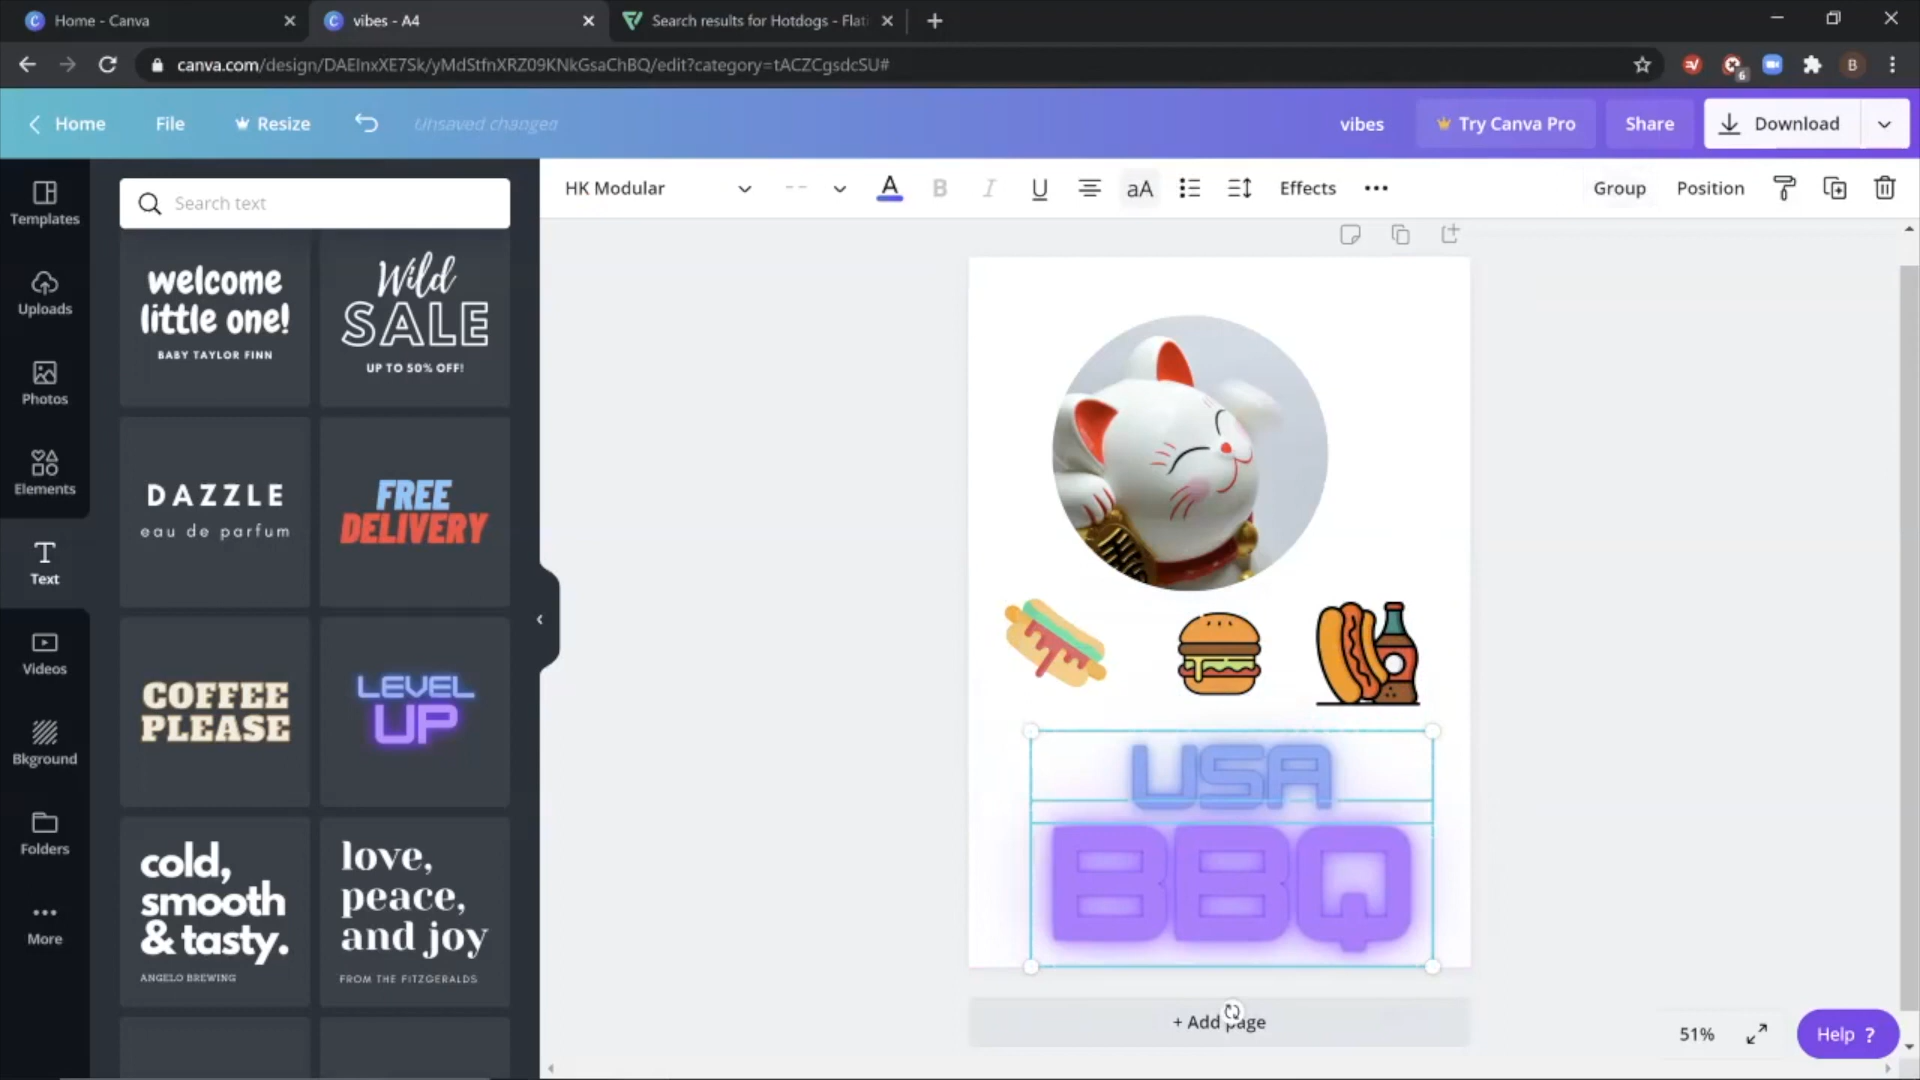 Home - Canva
vibes - A4
Search results for Hotdogs - Flati
canva.com/design/DAEInxXE7Sk/yMdStfnXRZ09KNkGsaChBQ/edit?category=tACZCgsdcSU#
6
B
Home
File
Resize
Unsaved changed
vibes
Try Canva Pro
Share
Download
Templates
Uploads
Photos
Elements
Text
Videos
Bkground
Folders
More
Search text
HK Modular
--
A
B
I
U
aA
Effects
Group
Position
welcome
little one!
BABY TAYLOR FINN
Wild
SALE
UP TO 50% OFF!
DAZZLE
eau de parfum
FREE
DELIVERY
COFFEE
PLEASE
LEVEL
UP
cold,
smooth
& tasty.
ANGELO BREWING
love,
peace,
and joy
FROM THE FITZGERALDS
USA
BBQ
+ Add page
51%
Help ?